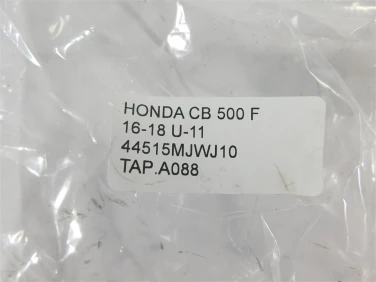 HONDA CB 500 F
16-18 U-11
44515MJWJ10
TAP.A088